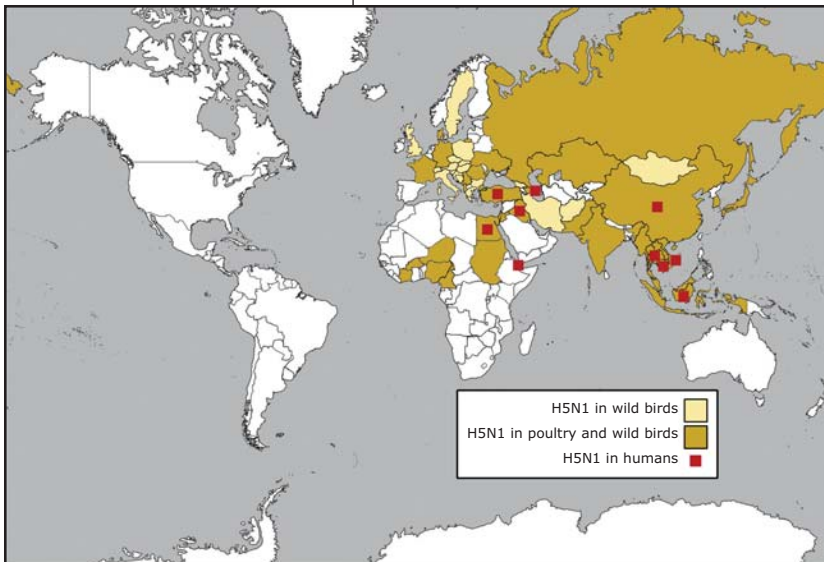 H5N1 in wild birds
H5N1 in poultry and wild birds
H5N1 in humans